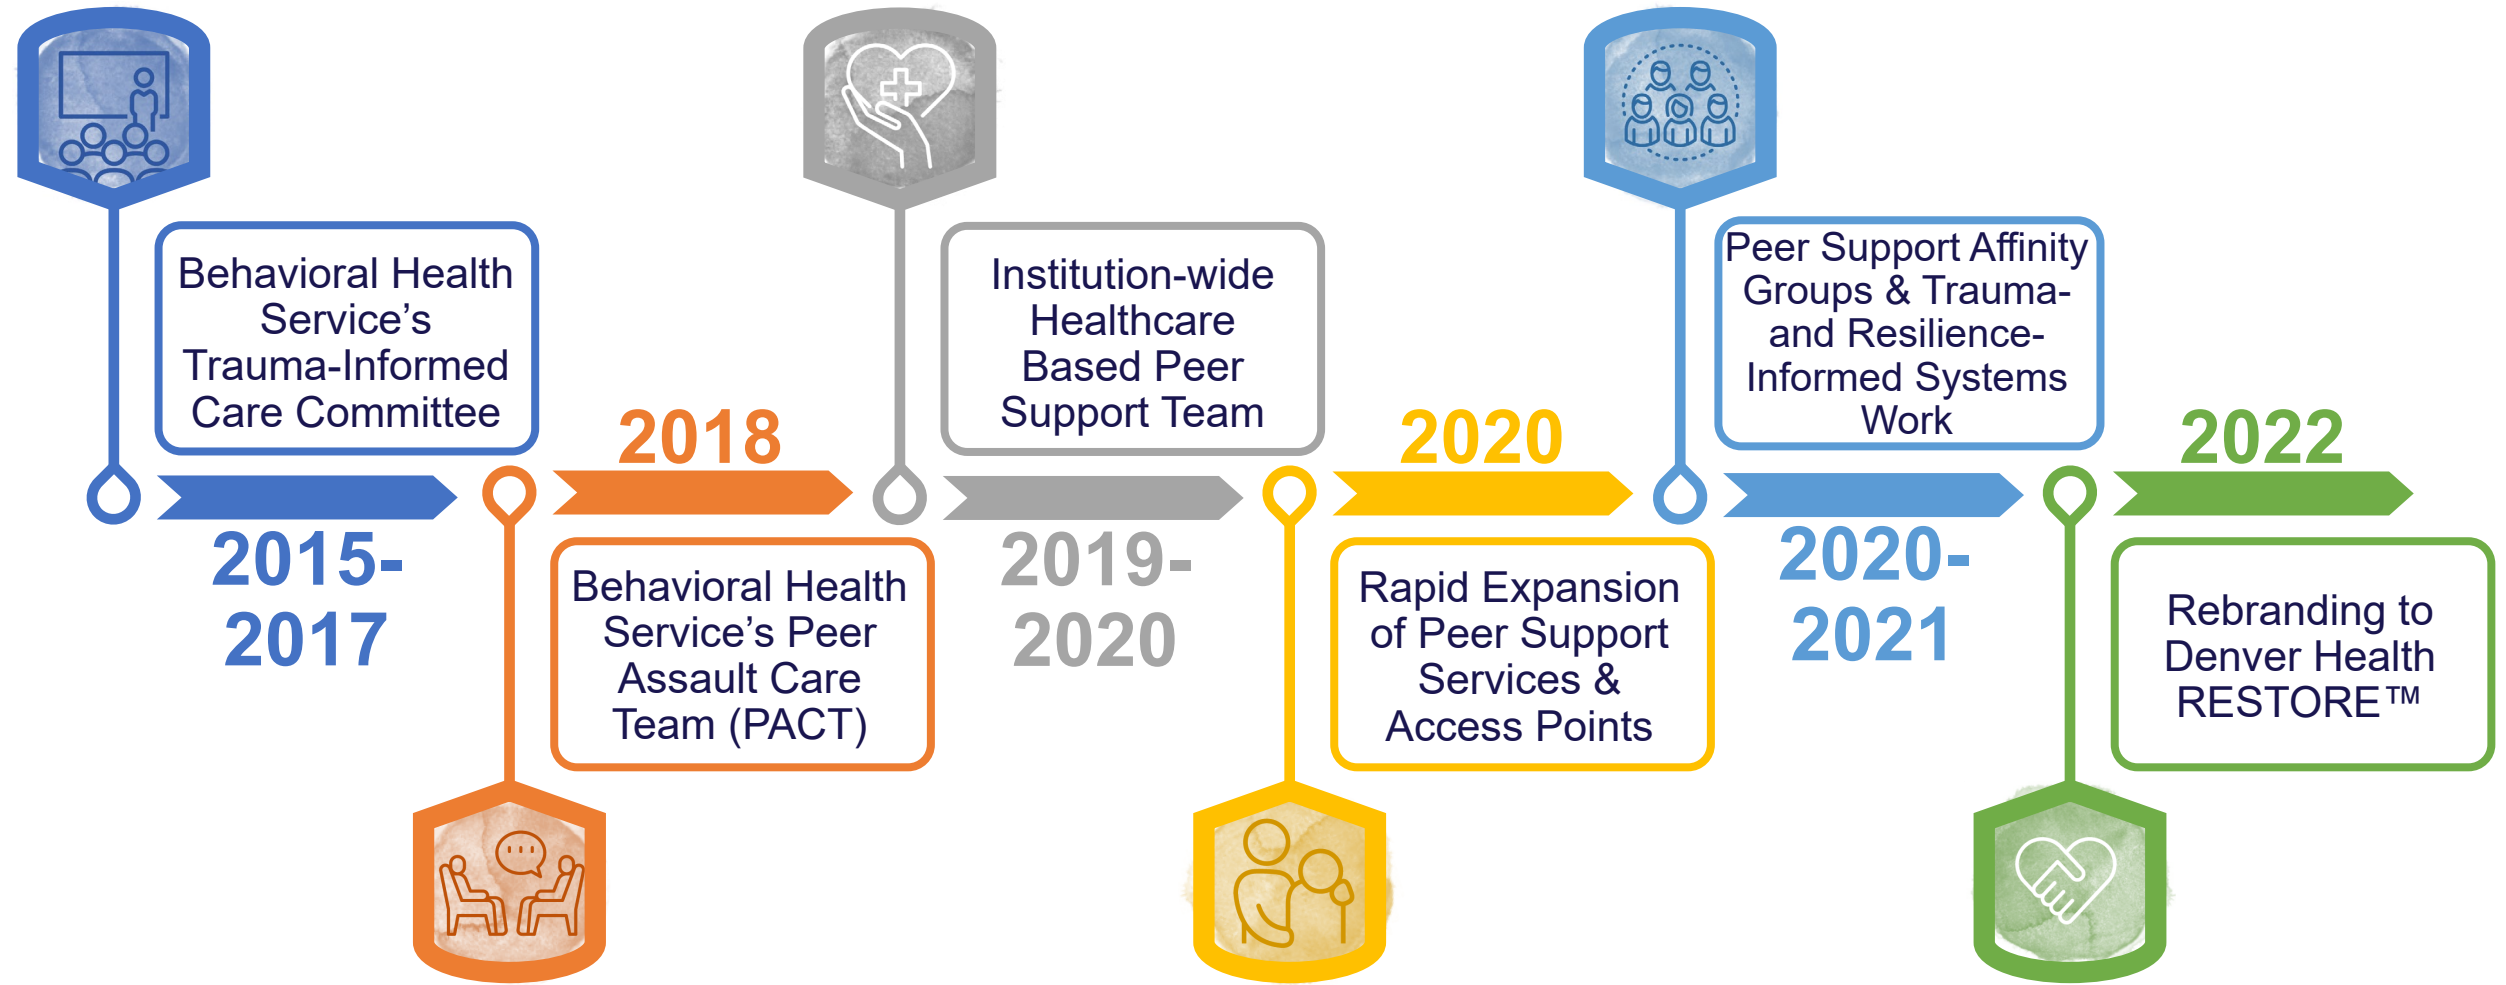 Behavioral Health
Service’s
Trauma-Informed
Care Committee
2015-
2017
2018
Behavioral Health
Service’s Peer
Assault Care
Team (PACT)
Institution-wide
Healthcare
Based Peer
Support Team
2019-
2020
2020
Rapid Expansion
of Peer Support
Services &
Access Points
Peer Support Affinity
Groups & Trauma-
and Resilience-
Informed Systems
Work
2020-
2021
2022
Rebranding to
Denver Health
RESTORE™